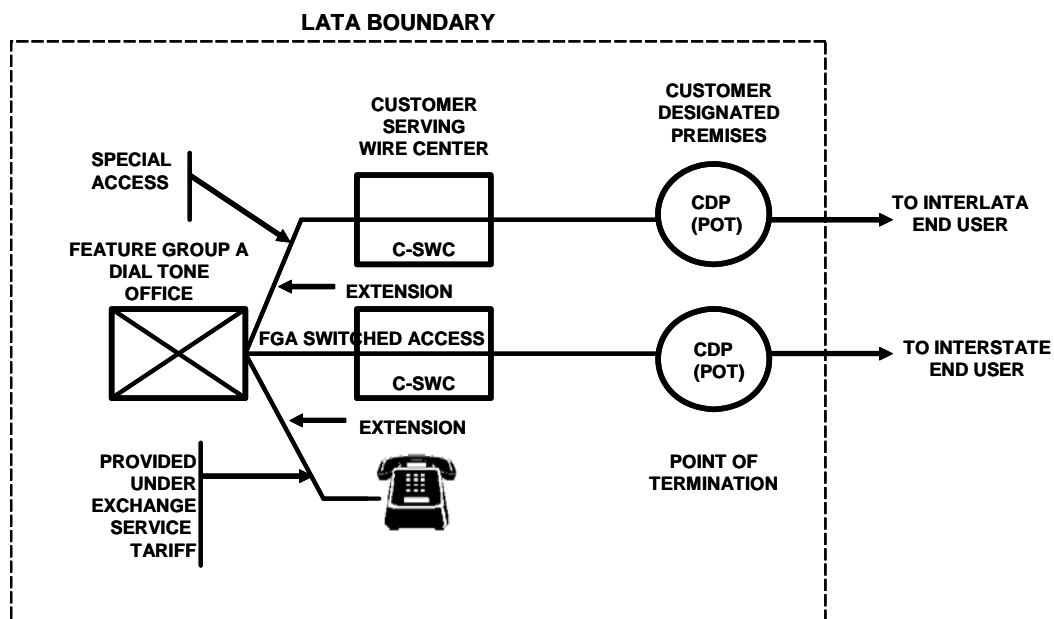 LATA BOUNDARY
CUSTOMER
SERVING
WIRE CENTER
CUSTOMER
DESIGNATED
PREMISES
SPECIAL
ACCESS
CDP
(POT)
TO INTERLATA
END USER
C-SWC
FEATURE GROUP A
DIAL TONE
OFFICE
EXTENSION
FGA SWITCHED ACCESS
C-SWC
CDP
(POT)
TO INTERSTATE
END USER
EXTENSION
PROVIDED
UNDER
EXCHANGE
SERVICE
TARIFF
POINT OF
TERMINATION